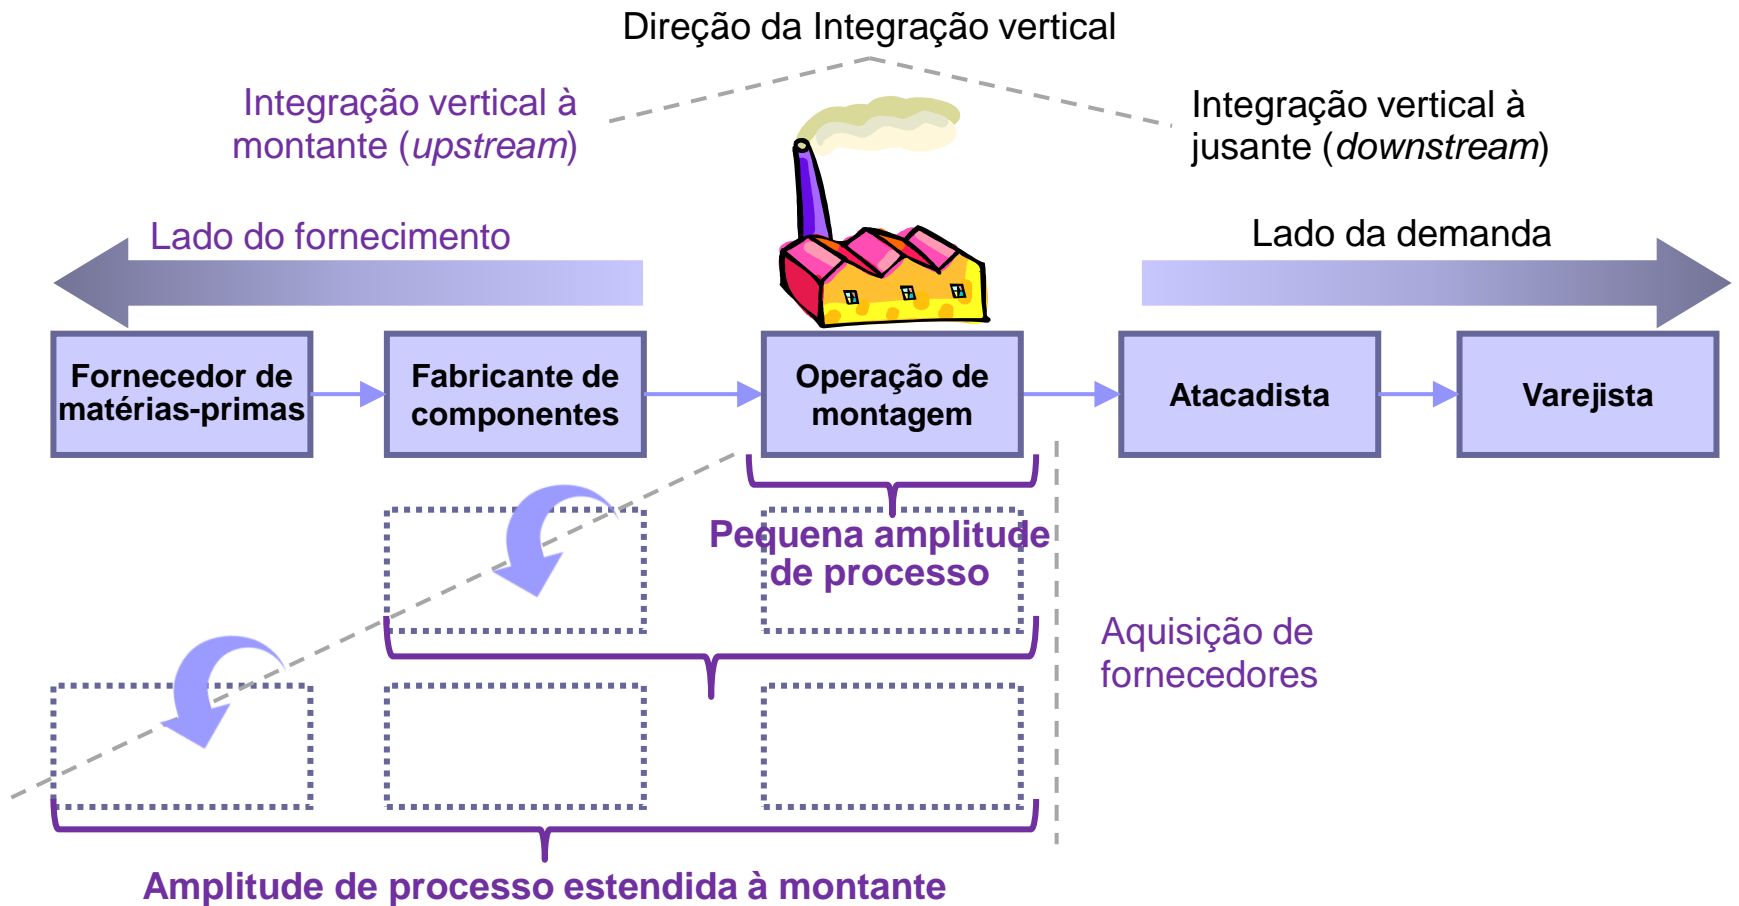 Direção da Integração vertical
Integração vertical à
montante (upstream)
Integração vertical à
jusante (downstream)
Lado do fornecimento
Lado da demanda
Fornecedor de
matérias-primas
Fabricante de
componentes
Operação de
montagem
Atacadista
Varejista
Pequena amplitude
de processo
Aquisição de
fornecedores
Amplitude de processo estendida à montante